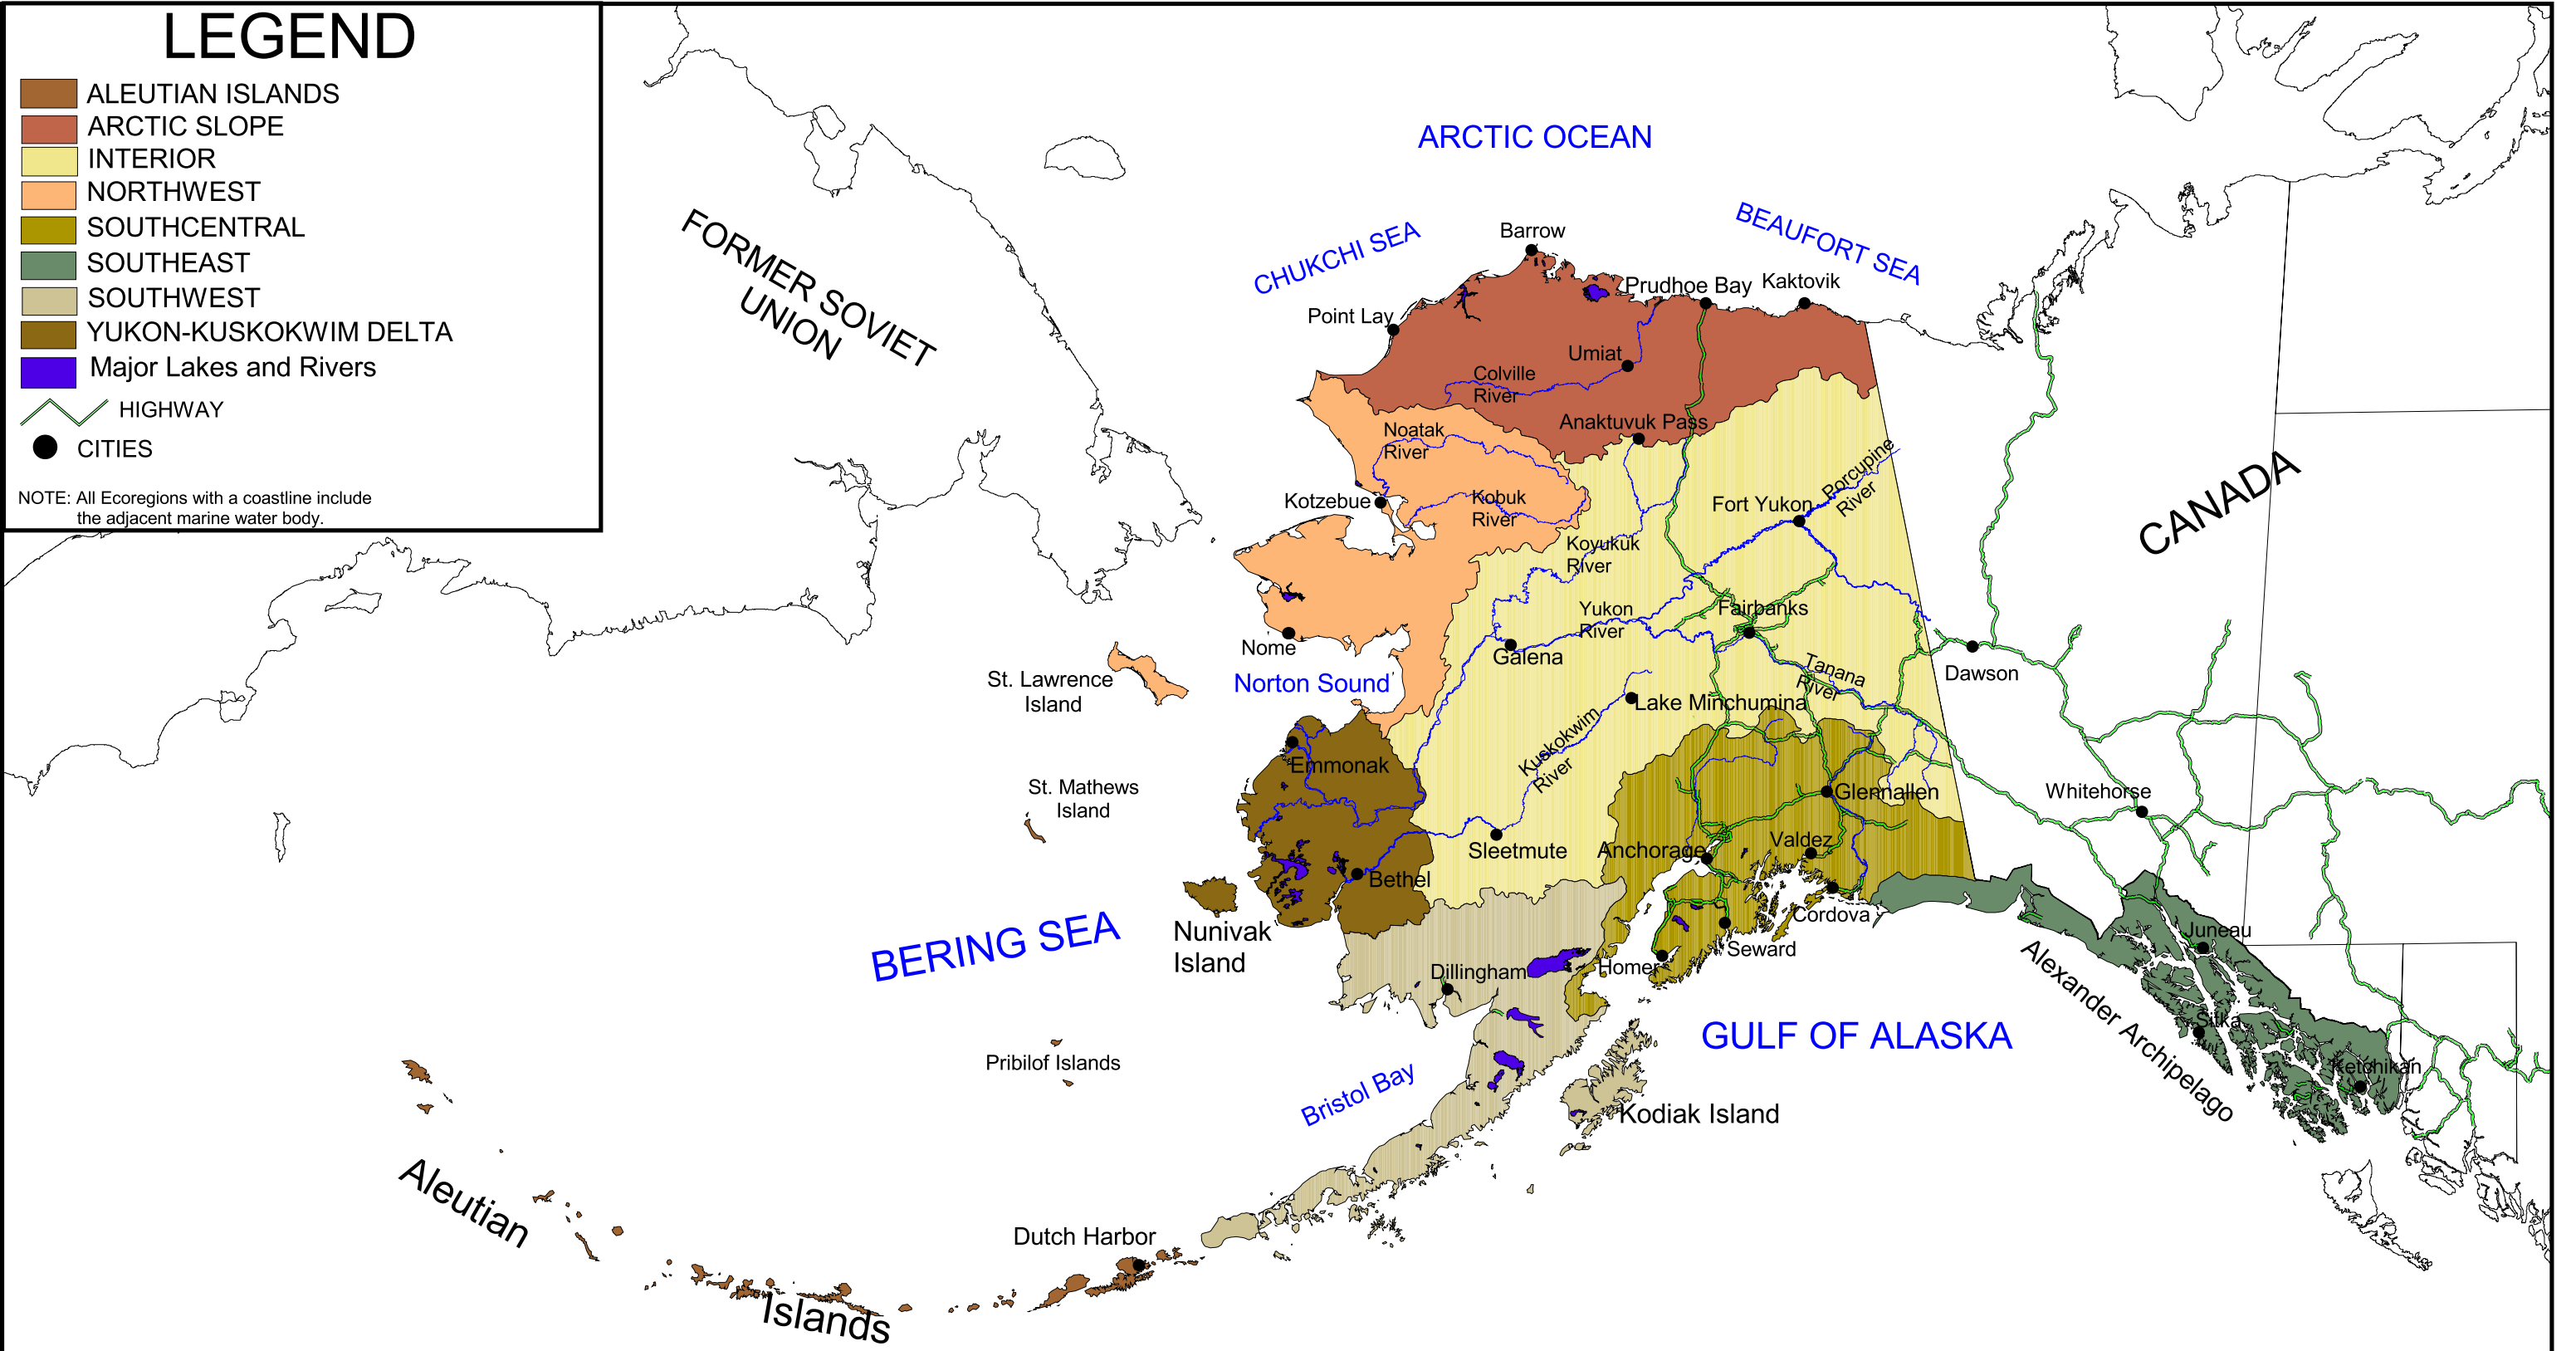 LEGEND
ALEUTIAN ISLANDS
ARCTIC SLOPE
INTERIOR
NORTHWEST
SOUTHCENTRAL
SOUTHEAST
SOUTHWEST
YUKON-KUSKOKWIM DELTA
Major Lakes and Rivers
HIGHWAY
CITIES
NOTE: All Ecoregions with a coastline include
the adjacent marine water body.
FORMER SOVIET
UNION
ARCTIC OCEAN
CHUKCHI SEA
BEAUFORT SEA
Barrow
Prudhoe Bay
Kaktovik
Point Lay
Umiat
Colville
River
Anaktuvuk Pass
Noatak
River
Porcupine
River
CANADA
Kotzebue
Kobuk
River
Fort Yukon
Koyukuk
River
Yukon
River
Fairbanks
Nome
Galena
Tanana
River
Dawson
St. Lawrence
Island
Norton Sound
Lake Minchumina
Kuskokwim
River
Emmonak
St. Mathews
Island
Glennallen
Whitehorse
Sleetmute
Anchorage
Valdez
Bethel
Cordova
BERING SEA
Nunivak
Island
Juneau
Seward
Homer
Dillingham
Alexander Archipelago
Sitka
GULF OF ALASKA
Pribilof Islands
Bristol Bay
Ketchikan
Kodiak Island
Aleutian
Islands
Dutch Harbor